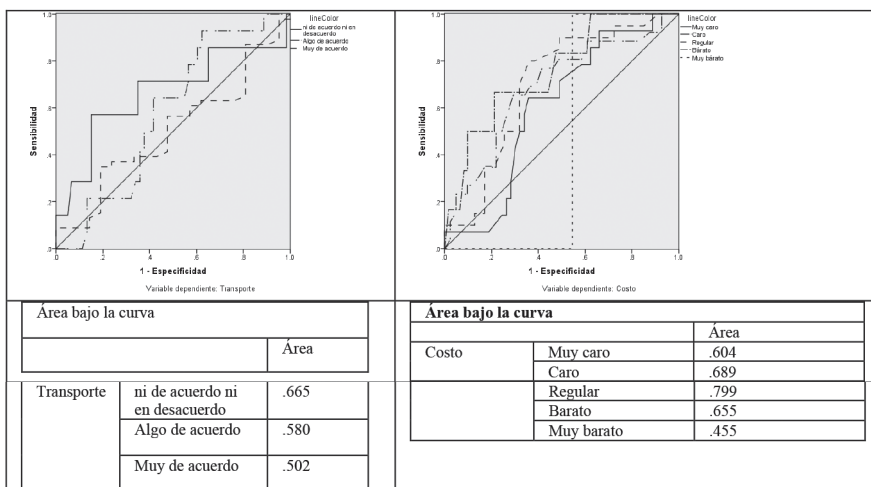 lineColor
ni de acuerdo ni en
desacuerdo
Algo de acuerdo
Muy de acuerdo
1.0
.8
.6
.4
.2
.0
Sensibilidad
.0 .2 .4 .6 .8 1.0
1 - Especificidad
Variable dependiente: Transporte
lineColor
Muy caro
Caro
Regular
Bárato
Muy bárato
1.0
.8
.6
.4
.2
.0
Sensibilidad
.0 .2 .4 .6 .8 1.0
1 - Especificidad
Variable dependiente: Costo
Área bajo la curva
Área
Transporte ni de acuerdo ni .665
en desacuerdo
Algo de acuerdo .580
Muy de acuerdo .502
Área bajo la curva
Área
Costo Muy caro .604
Caro .689
Regular .799
Barato .655
Muy barato .455